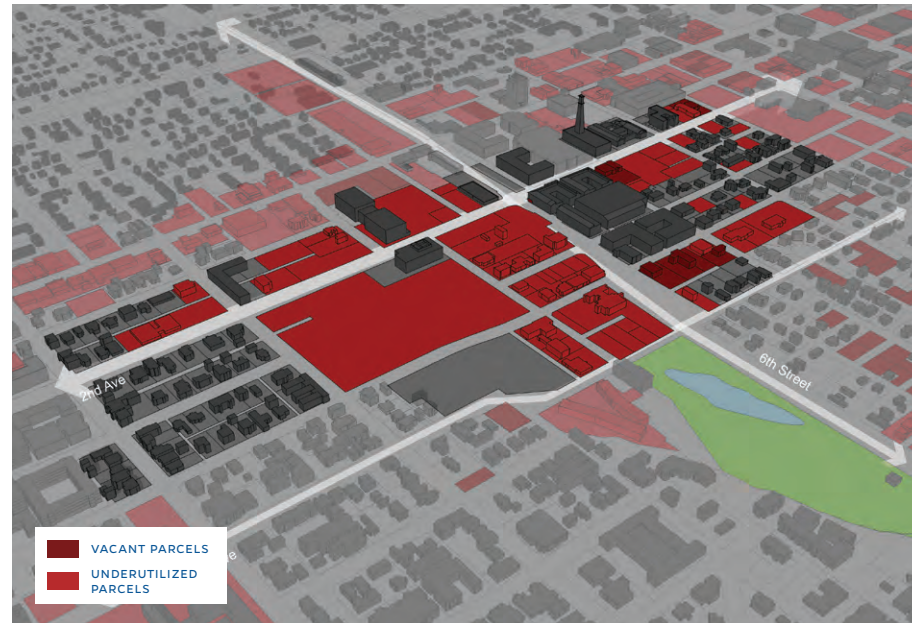 2nd Ave
6th Street
VACANT PARCELS
UNDERUTILIZED
PARCELS